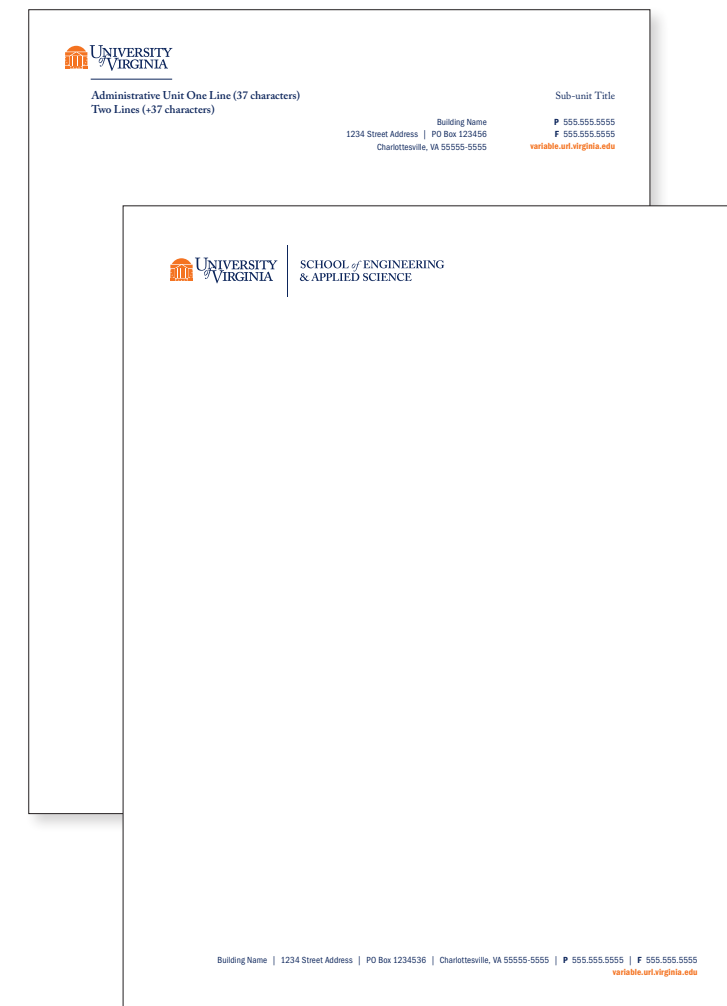 UNIVERSITY
of VIRGINIA
Administrative Unit One Line (37 characters)
Two Lines (+37 characters)
Sub-unit Title
Building Name
1234 Street Address | PO Box 123456
Charlottesville, VA 55555-5555
P 555.555.5555
F 555.555.5555
variable.url.virginia.edu
UNIVERSITY
of VIRGINIA
SCHOOL of ENGINEERING
& APPLIED SCIENCE
Building Name | 1234 Street Address | PO Box 1234536 | Charlottesville, VA 55555-5555 | P 555.555.5555 | F 555.555.5555
variable.url.virginia.edu